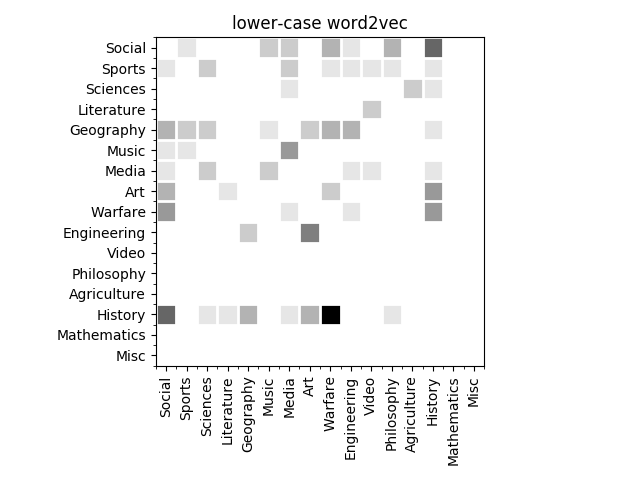 lower-case word2vec
Social
Sports
Sciences
Literature
Geography
Music
Media
Art
Warfare
Engineering
Video
Philosophy
Agriculture
History
Mathematics
Misc
Social
Sports
Sciences
Literature
Geography
Music
Media
Art
Warfare
Engineering
Video
Philosophy
Agriculture
History
Mathematics
Misc